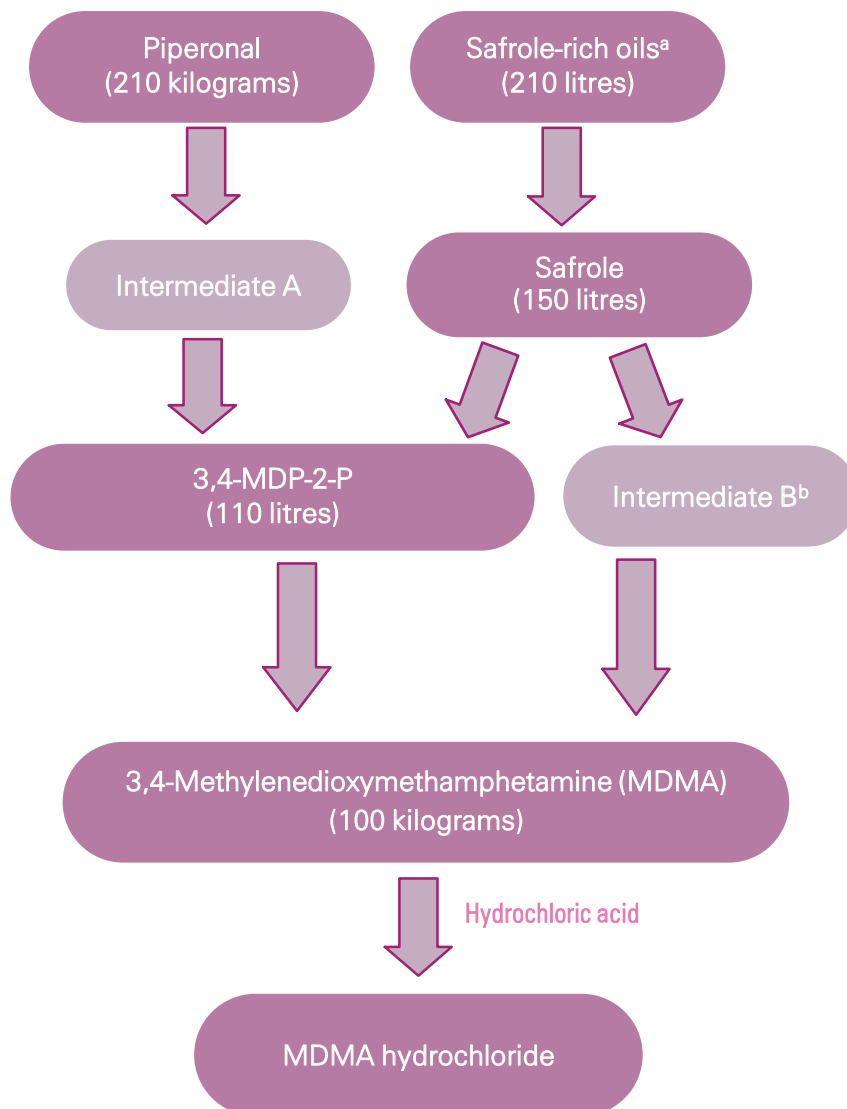 Piperonal
(210 kilograms)
Safrole-rich oilsᵃ
(210 litres)
Intermediate A
Safrole
(150 litres)
3,4-MDP-2-P
(110 litres)
Intermediate Bᵇ
3,4-Methylenedioxymethamphetamine (MDMA)
(100 kilograms)
Hydrochloric acid
MDMA hydrochloride